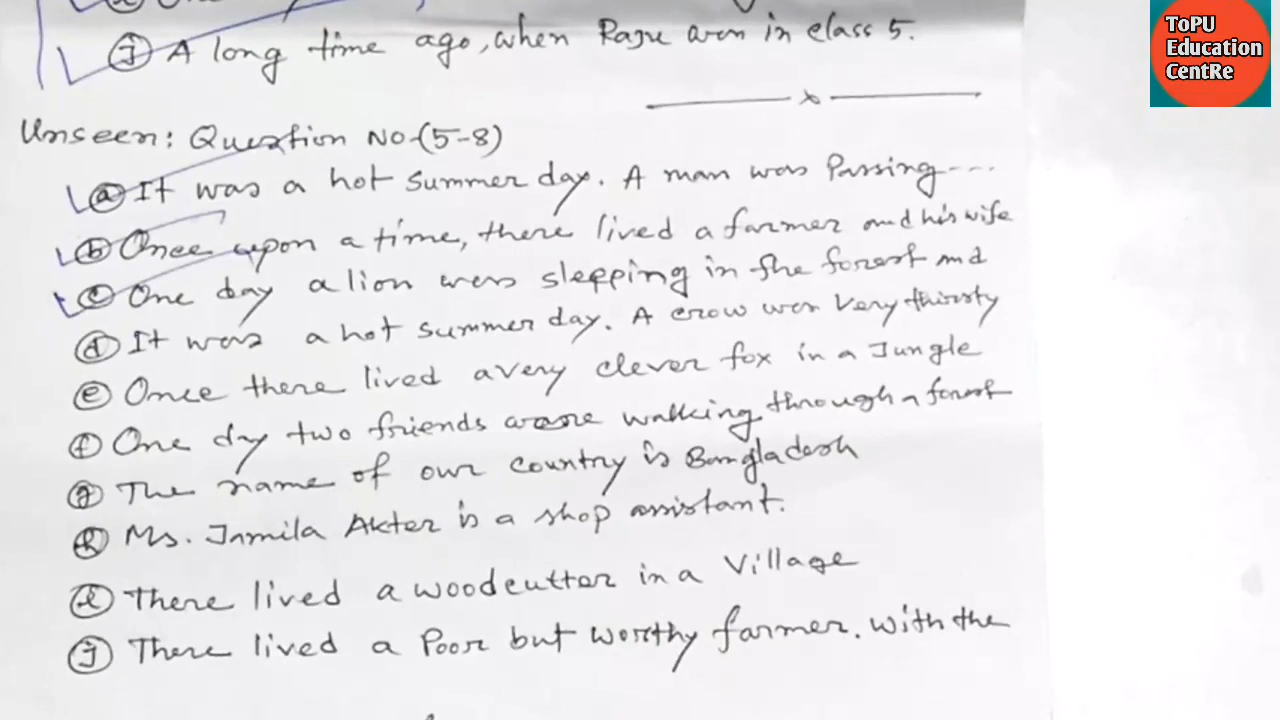 ⓙ A long time ago, when Raju was in class 5.
ToPU
Education
CentRe
Unseen: Question No-(5-8)
ⓐ It was a hot summer day. A man was Passing----
ⓑ Once upon a time, there lived a farmer and his wife
ⓒ One day a lion was slepping in the forest and
ⓓ It was a hot summer day. A crow was very thirsty
ⓔ Once there lived a very clever fox in a Jungle
ⓕ One day two friends were walking through a forest
ⓖ The name of our country is Bangladesh
ⓗ Ms. Jamila Akter is a shop assistant.
ⓘ There lived a woodcutter in a Village
ⓙ There lived a Poor but worthy farmer. with the